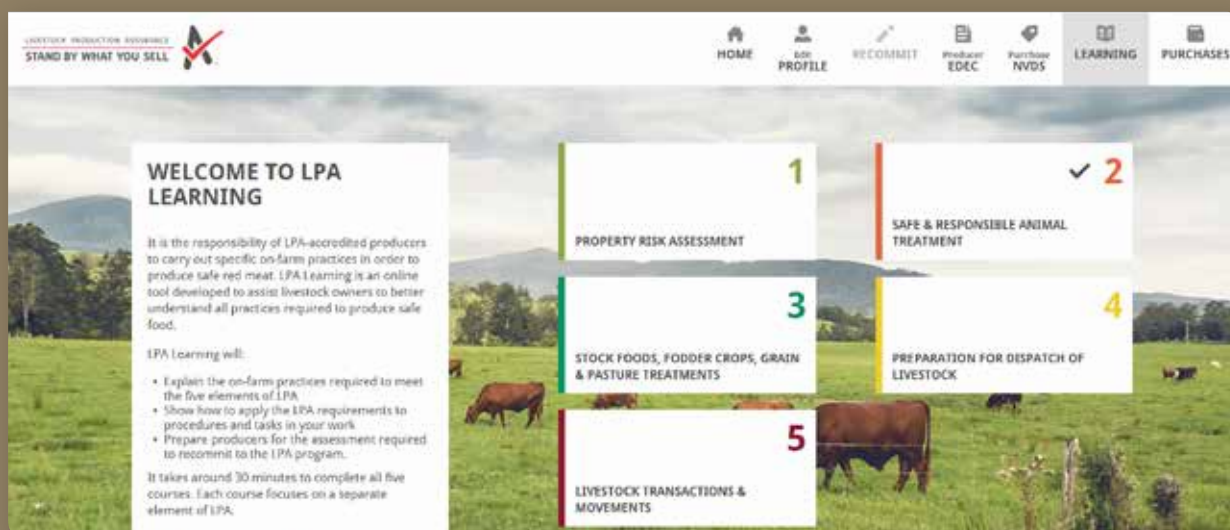 LIVESTOCK PRODUCTION ASSURANCE
STAND BY WHAT YOU SELL
HOME
Edit
PROFILE
RECOMMIT
Producer
EDEC
Purchase
NVDS
LEARNING
PURCHASES
WELCOME TO LPA
LEARNING
It is the responsibility of LPA-accredited producers
to carry out specific on-farm practices in order to
produce safe red meat. LPA Learning is an online
tool developed to assist livestock owners to better
understand all practices required to produce safe
food.
LPA Learning will:
• Explain the on-farm practices required to meet
the five elements of LPA
• Show how to apply the LPA requirements to
procedures and tasks in your work
• Prepare producers for the assessment required
to recommit to the LPA program.
It takes around 30 minutes to complete all five
courses. Each course focuses on a separate
element of LPA.
1
PROPERTY RISK ASSESSMENT
2
SAFE & RESPONSIBLE ANIMAL
TREATMENT
3
STOCK FOODS, FODDER CROPS, GRAIN
& PASTURE TREATMENTS
4
PREPARATION FOR DISPATCH OF
LIVESTOCK
5
LIVESTOCK TRANSACTIONS &
MOVEMENTS